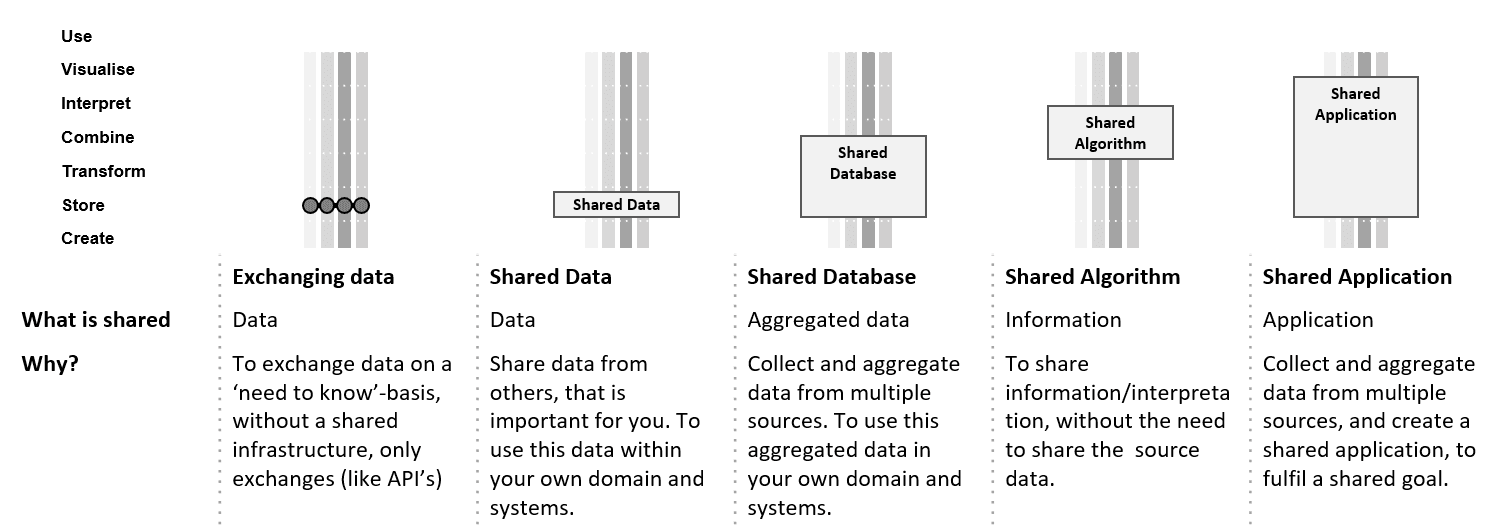 Use
Visualise
Interpret
Combine
Transform
Store
Create
Shared Data
Shared
Database
Shared
Algorithm
Shared
Application
Exchanging data
Shared Data
Shared Database
Shared Algorithm
Shared Application
What is shared
Data
Data
Aggregated data
Information
Application
Why?
To exchange data on a
‘need to know’-basis,
without a shared
infrastructure, only
exchanges (like API’s)
Share data from
others, that is
important for you. To
use this data within
your own domain and
systems.
Collect and aggregate
data from multiple
sources. To use this
aggregated data in
your own domain and
systems.
To share
information/interpreta
tion, without the need
to share the  source
data.
Collect and aggregate
data from multiple
sources, and create a
shared application, to
fulfil a shared goal.